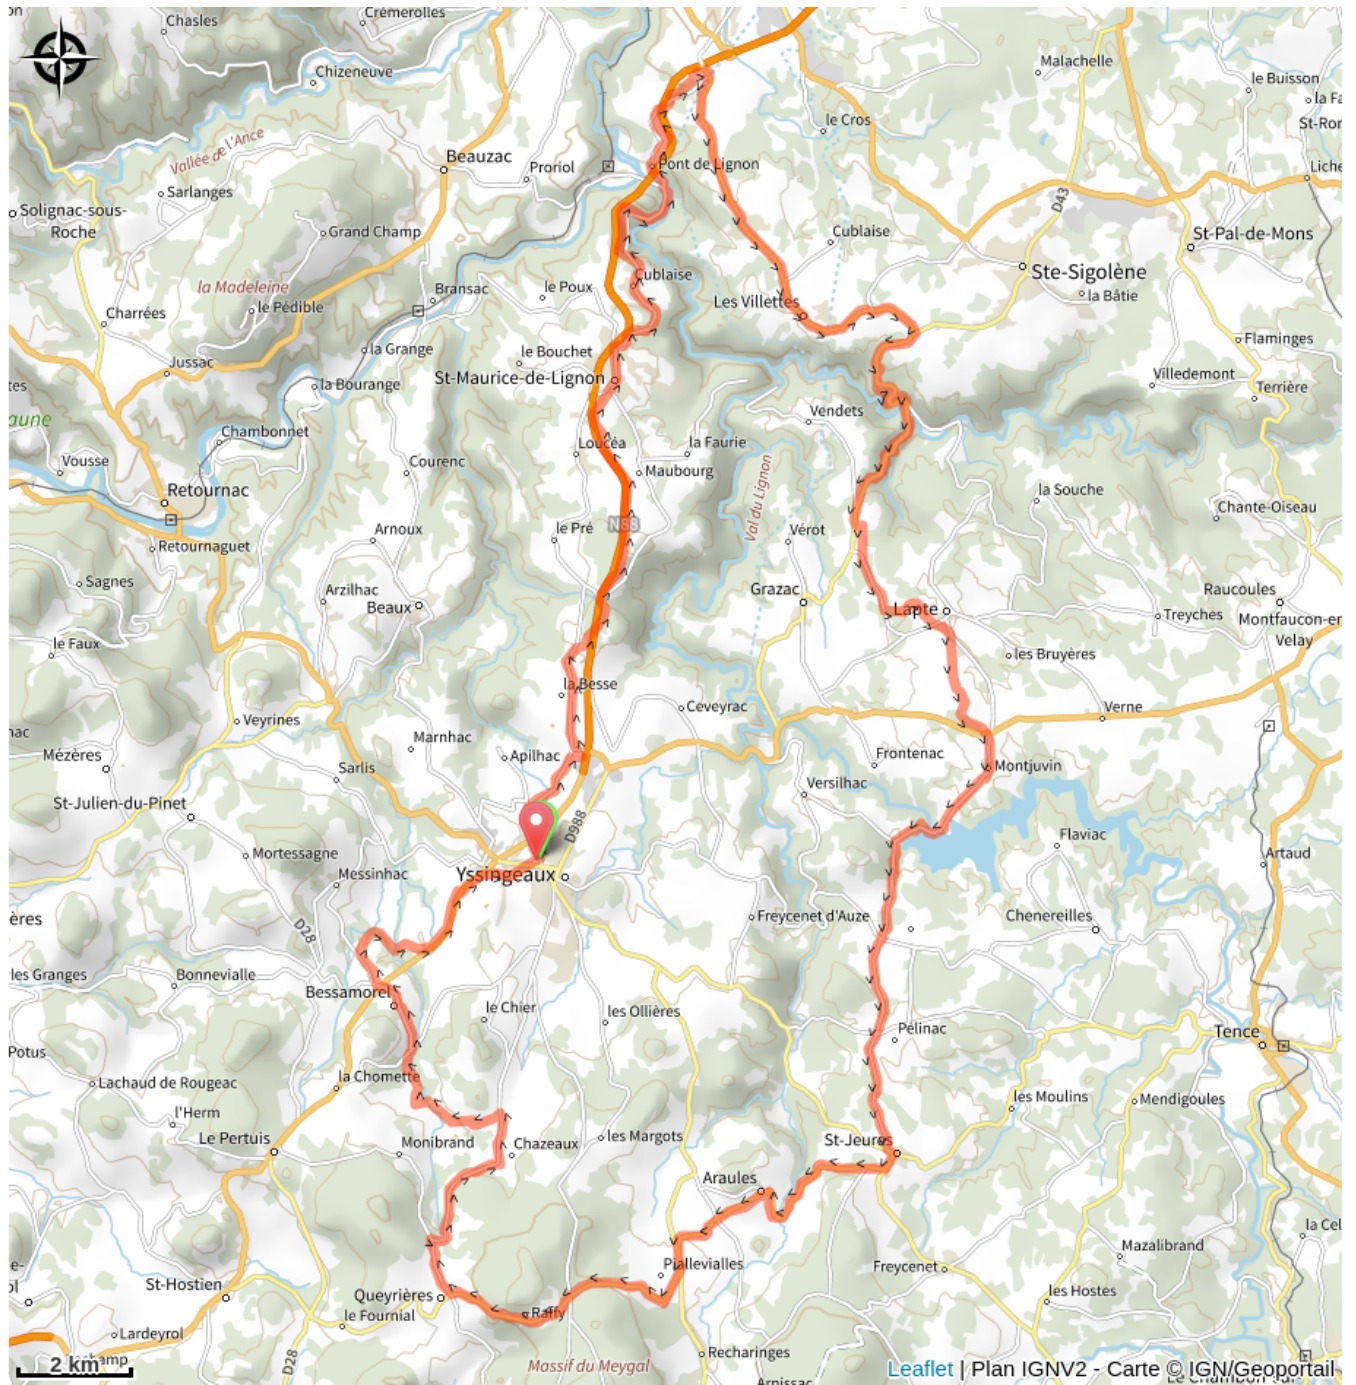 Chasles
Crémerolles
Chizeneuve
Malachelle
le Buisson
le Cros
Vallée de l'Ance
Beauzac
Proriol
Pont de Lignon
Sarlanges
D43
Solignac-sous-
Roche
Grand Champ
Cublaise
St-Pal-de-Mons
Ste-Sigolène
la Bâtie
la Madeleine
le Pédible
Bransac
le Poux
Cublaise
Les Villettes
Charrées
Flaminges
Jussac
la Grange
le Bouchet
la Bourange
St-Maurice-de-Lignon
Villedemont
Terrière
Vendets
Chambonnet
Loucéa
la Faurie
Vousse
Courenc
Maubourg
Val du Lignon
Retournac
la Souche
Chante-Oiseau
N88
Arnoux
le Pré
Vérot
Retournaguet
Sagnes
Arzilhac
Beaux
Grazac
Lapte
Raucoules
Treyches
Montfaucon-en
Velay
le Faux
les Bruyères
la Besse
Ceveyrac
Verne
Veyrines
Marnhac
Apilhac
Frontenac
Mézères
Sarlis
Montjuvin
Versilhac
St-Julien-du-Pinet
D988
Flaviac
Mortessagne
Artaud
Messinhac
Yssingeaux
D28
Freycenet d'Auze
Chenereilles
les Granges
Bonnevialle
Bessamorel
le Chier
les Ollières
Pélinac
Tence
Potus
Lachaud de Rougeac
la Chomette
les Moulins
Mendigoules
l'Herm
Le Pertuis
Monibrand
Chazeaux
les Margots
St-Jeures
Araules
Mazalibrand
Piallevialles
Freycenet
St-Hostien
Queyrières
le Fournial
Raffy
les Hostes
Lardeyrol
D28
Massif du Meygal
Recharinges
2 km
Leaflet | Plan IGNV2 - Carte © IGN/Geoportail